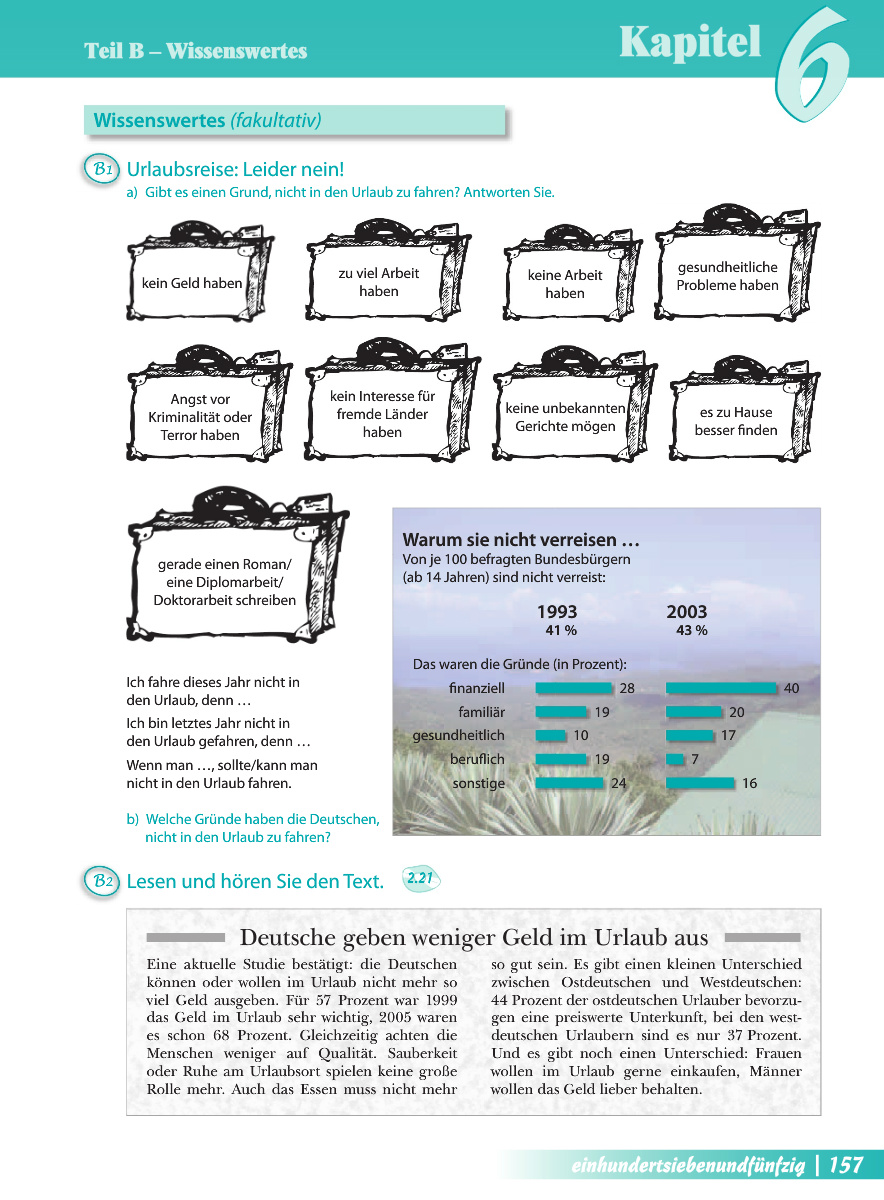 Teil B – Wissenswertes
Kapitel 6
Wissenswertes (fakultativ)
B1 Urlaubsreise: Leider nein!
a) Gibt es einen Grund, nicht in den Urlaub zu fahren? Antworten Sie.
kein Geld haben
zu viel Arbeit
haben
keine Arbeit
haben
gesundheitliche
Probleme haben
Angst vor
Kriminalität oder
Terror haben
kein Interesse für
fremde Länder
haben
keine unbekannten
Gerichte mögen
es zu Hause
besser finden
gerade einen Roman/
eine Diplomarbeit/
Doktorarbeit schreiben
Ich fahre dieses Jahr nicht in
den Urlaub, denn …
Ich bin letztes Jahr nicht in
den Urlaub gefahren, denn …
Wenn man …, sollte/kann man
nicht in den Urlaub fahren.
b) Welche Gründe haben die Deutschen,
nicht in den Urlaub zu fahren?
Warum sie nicht verreisen …
Von je 100 befragten Bundesbürgern
(ab 14 Jahren) sind nicht verreist:
1993 2003
41 % 43 %
Das waren die Gründe (in Prozent):
finanziell 28 40
familiär 19 20
gesundheitlich 10 17
beruflich 19 7
sonstige 24 16
B2 Lesen und hören Sie den Text. 2.21
Deutsche geben weniger Geld im Urlaub aus
Eine aktuelle Studie bestätigt: die Deutschen
können oder wollen im Urlaub nicht mehr so
viel Geld ausgeben. Für 57 Prozent war 1999
das Geld im Urlaub sehr wichtig, 2005 waren
es schon 68 Prozent. Gleichzeitig achten die
Menschen weniger auf Qualität. Sauberkeit
oder Ruhe am Urlaubsort spielen keine große
Rolle mehr. Auch das Essen muss nicht mehr
so gut sein. Es gibt einen kleinen Unterschied
zwischen Ostdeutschen und Westdeutschen:
44 Prozent der ostdeutschen Urlauber bevorzu-
gen eine preiswerte Unterkunft, bei den west-
deutschen Urlaubern sind es nur 37 Prozent.
Und es gibt noch einen Unterschied: Frauen
wollen im Urlaub gerne einkaufen, Männer
wollen das Geld lieber behalten.
einhundertsiebenundfünfzig | 157